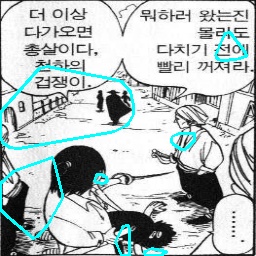 뭐하러 왔는진
몰라도
다치기 전에
빨리 꺼져라.
더 이상
다가오면
총살이다,
천하의
겁쟁이.
......